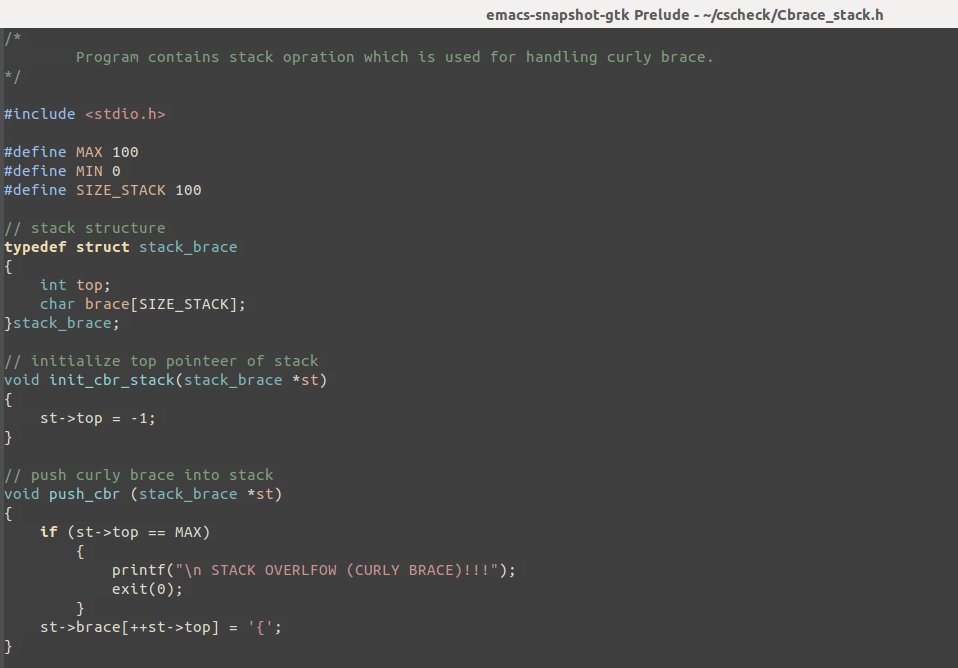 emacs-snapshot-gtk Prelude - ~/cscheck/Cbrace_stack.h
/*
        Program contains stack opration which is used for handling curly brace.
*/
#include <stdio.h>
#define MAX 100
#define MIN 0
#define SIZE_STACK 100
// stack structure
typedef struct stack_brace
{
    int top;
    char brace[SIZE_STACK];
}stack_brace;
// initialize top pointeer of stack
void init_cbr_stack(stack_brace *st)
{
    st->top = -1;
}
// push curly brace into stack
void push_cbr (stack_brace *st)
{
    if (st->top == MAX)
        {
            printf("\n STACK OVERLFOW (CURLY BRACE)!!!");
            exit(0);
        }
    st->brace[++st->top] = '{';
}